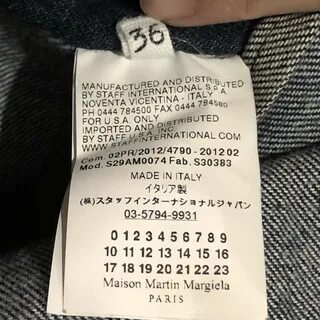 36
MANUFACTURED AND DISTRIBUTED
BY STAFF INTERNATIONAL S.P.A.
NOVENTA VICENTINA - ITALY
PH 0444 784500 FAX 0444 784580
FOR U.S.A. ONLY
IMPORTED AND DISTRIBUTED
BY STAFF U.S.A. INC.
WWW.STAFFINTERNATIONAL.COM
Com. 02PR/2012/4790 - 2012 02
Mod. S29AM0074 Fab. S30383
MADE IN ITALY
イタリア製
(株)スタッフインターナショナルジャパン
03-5794-9931
0 1 2 3 4 5 6 7 8 9
10 11 12 13 14 15 16
17 18 19 20 21 22 23
Maison Martin Margiela
PARIS